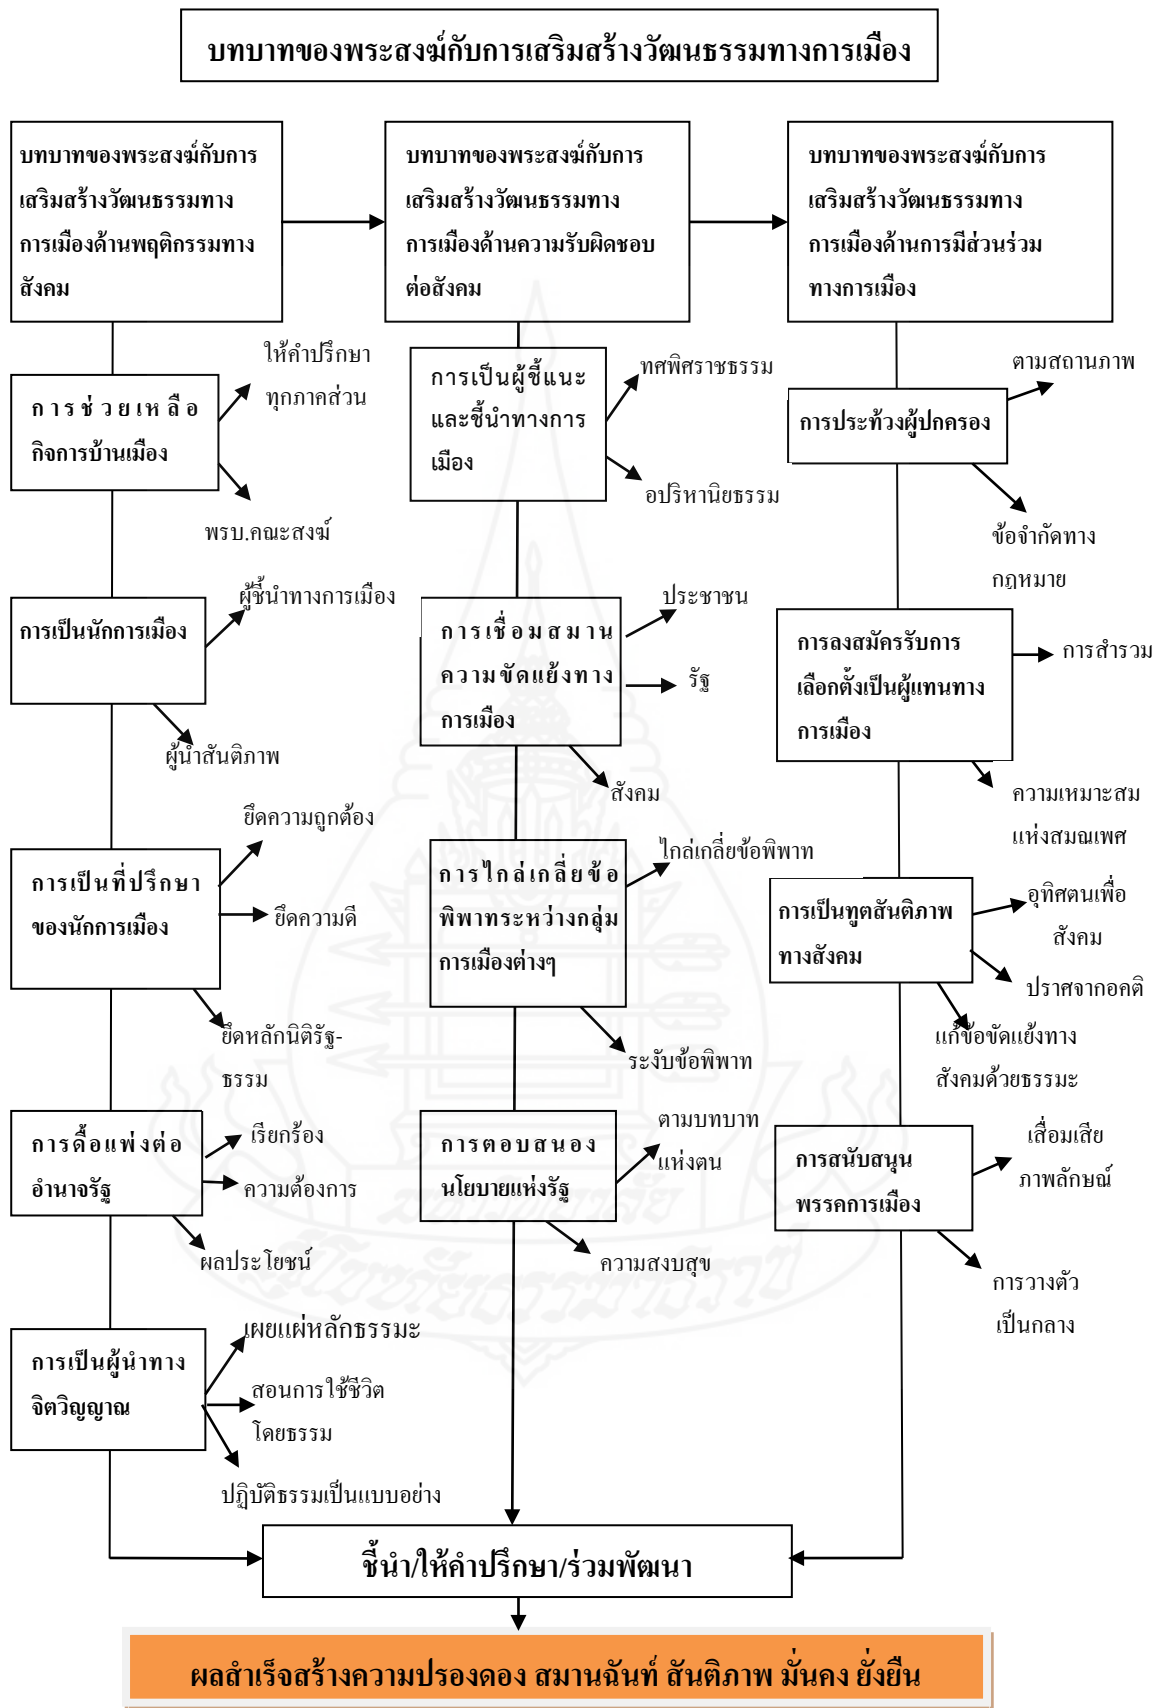 บทบาทของพระสงฆ์กับการเสริมสร้างวัฒนธรรมทางการเมือง
บทบาทของพระสงฆ์กับการ
เสริมสร้างวัฒนธรรมทาง
การเมืองด้านพฤติกรรมทาง
สังคม
บทบาทของพระสงฆ์กับการ
เสริมสร้างวัฒนธรรมทาง
การเมืองด้านความรับผิดชอบ
ต่อสังคม
บทบาทของพระสงฆ์กับการ
เสริมสร้างวัฒนธรรมทาง
การเมืองด้านการมีส่วนร่วม
ทางการเมือง
การช่วยเหลือ
กิจการบ้านเมือง
ให้คำปรึกษา
ทุกภาคส่วน
พรบ.คณะสงฆ์
การเป็นนักการเมือง
ผู้ชี้นำทางการเมือง
ผู้นำสันติภาพ
การเป็นที่ปรึกษา
ของนักการเมือง
ยึดความถูกต้อง
ยึดความดี
ยึดหลักนิติรัฐ-
ธรรม
การดื้อแพ่งต่อ
อำนาจรัฐ
เรียกร้อง
ความต้องการ
ผลประโยชน์
การเป็นผู้นำทาง
จิตวิญญาณ
เผยแผ่หลักธรรมะ
สอนการใช้ชีวิต
โดยธรรม
ปฏิบัติธรรมเป็นแบบอย่าง
การเป็นผู้ชี้แนะ
และชี้นำทางการ
เมือง
ทศพิศราชธรรม
อปริหานิยธรรม
การเชื่อมสมาน
ความขัดแย้งทาง
การเมือง
ประชาชน
รัฐ
สังคม
การไกล่เกลี่ยข้อ
พิพาทระหว่างกลุ่ม
การเมืองต่างๆ
ไกล่เกลี่ยข้อพิพาท
ระงับข้อพิพาท
การตอบสนอง
นโยบายแห่งรัฐ
ตามบทบาท
แห่งตน
ความสงบสุข
การประท้วงผู้ปกครอง
ตามสถานภาพ
ข้อจำกัดทาง
กฎหมาย
การลงสมัครรับการ
เลือกตั้งเป็นผู้แทนทาง
การเมือง
การสำรวม
ความเหมาะสม
แห่งสมณเพศ
การเป็นทูตสันติภาพ
ทางสังคม
อุทิศตนเพื่อ
สังคม
ปราศจากอคติ
แก้ข้อขัดแย้งทาง
สังคมด้วยธรรมะ
การสนับสนุน
พรรคการเมือง
เสื่อมเสีย
ภาพลักษณ์
การวางตัว
เป็นกลาง
ชี้นำ/ให้คำปรึกษา/ร่วมพัฒนา
ผลสำเร็จสร้างความปรองดอง สมานฉันท์ สันติภาพ มั่นคง ยั่งยืน
มหาวิทยาลัย
สุโขทัยธรรมาธิราช